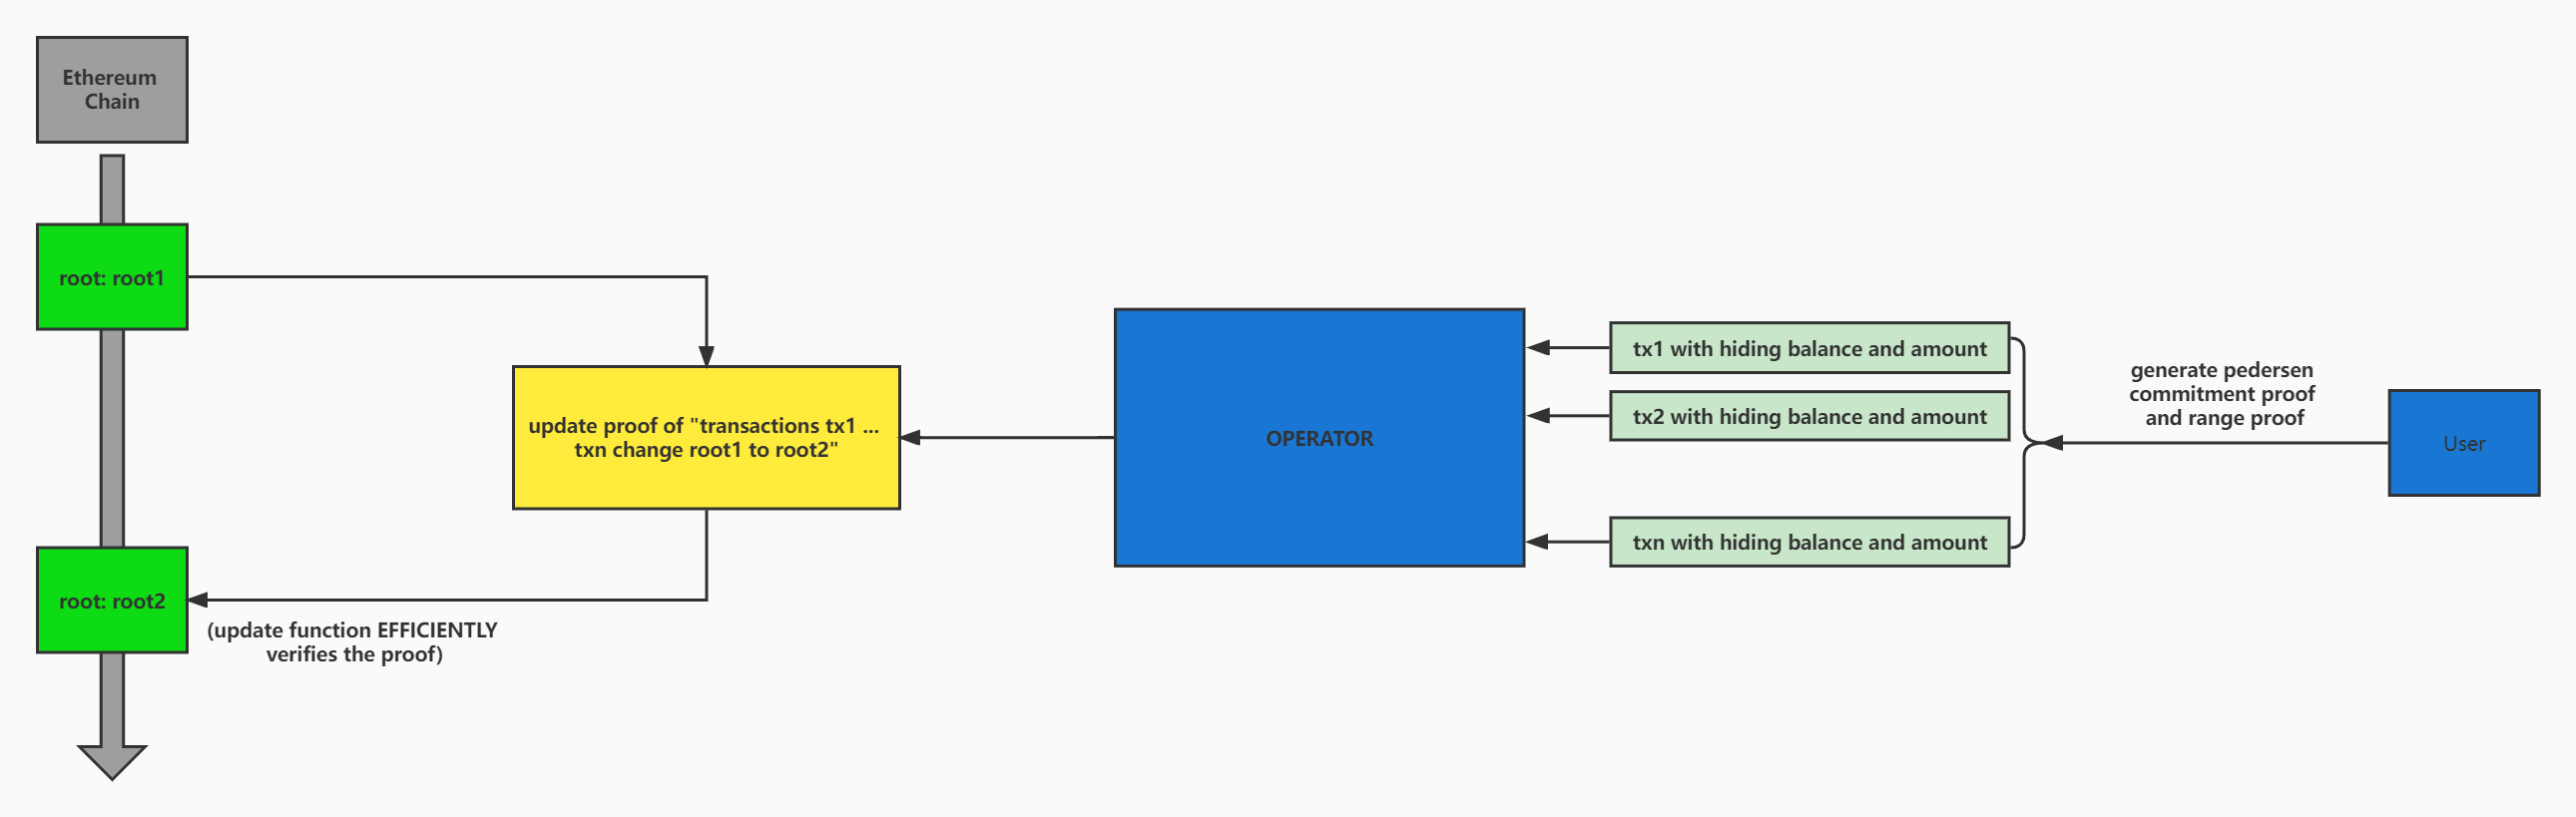 Ethereum
Chain
root: root1
update proof of "transactions tx1 ...
txn change root1 to root2"
root: root2
(update function EFFICIENTLY
verifies the proof)
OPERATOR
tx1 with hiding balance and amount
tx2 with hiding balance and amount
txn with hiding balance and amount
generate pedersen
commitment proof
and range proof
User